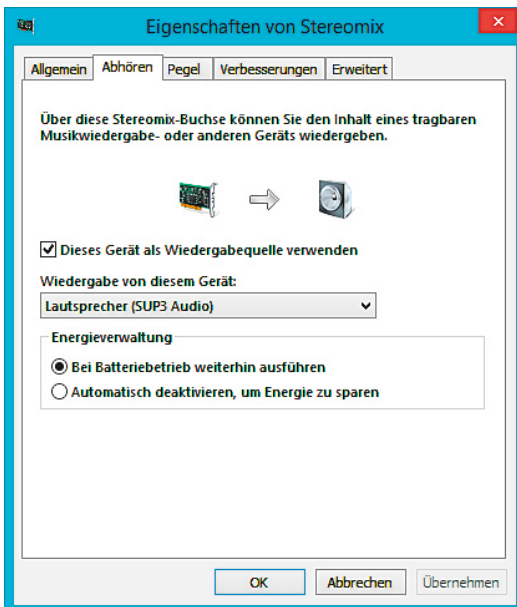 Eigenschaften von Stereomix
Allgemein Abhören Pegel Verbesserungen Erweitert
Über diese Stereomix-Buchse können Sie den Inhalt eines tragbaren
Musikwiedergabe- oder anderen Geräts wiedergeben.
Dieses Gerät als Wiedergabequelle verwenden
Wiedergabe von diesem Gerät:
Lautsprecher (SUP3 Audio)
Energieverwaltung
Bei Batteriebetrieb weiterhin ausführen
Automatisch deaktivieren, um Energie zu sparen
OK Abbrechen Übernehmen